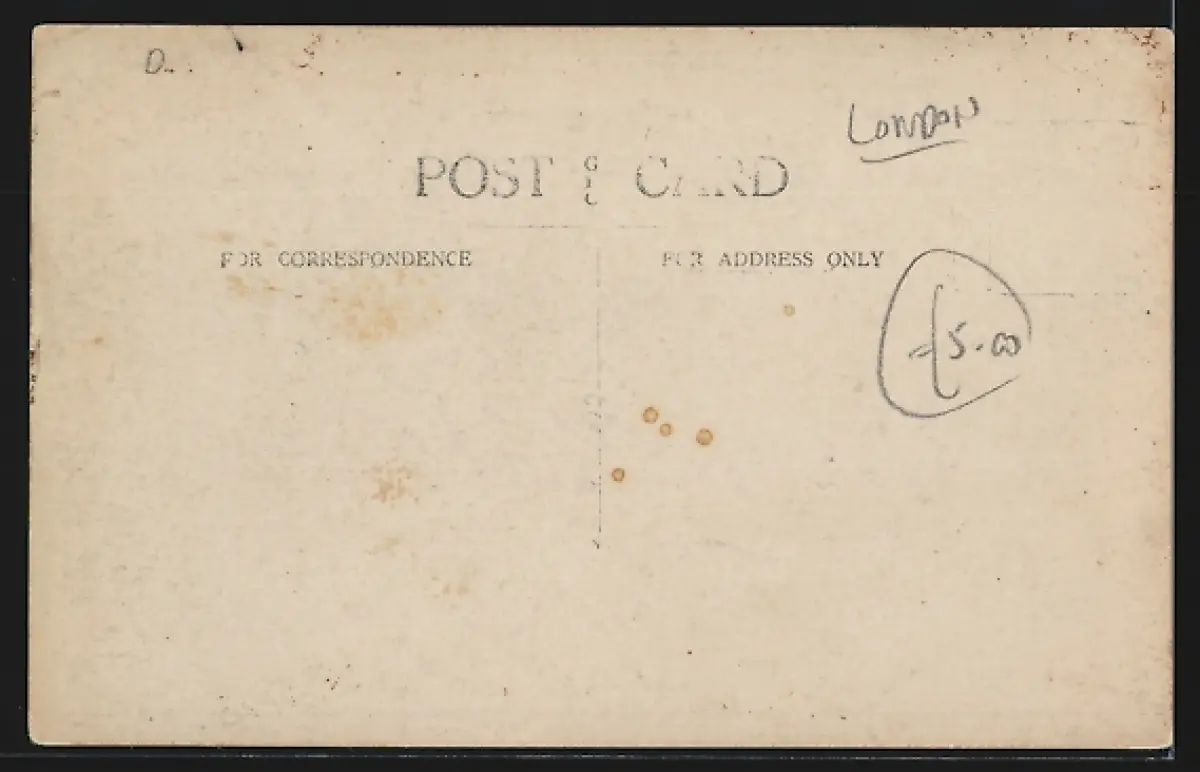 D.
LONDON
POST CARD
FOR CORRESPONDENCE
FOR ADDRESS ONLY
£5.00